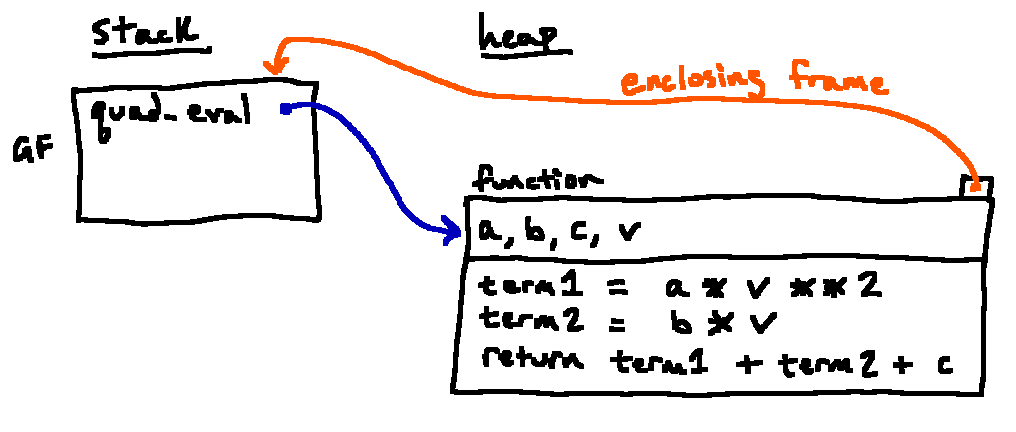 stack
heap
enclosing frame
quad_eval
GF
function
a, b, c, v
term1 = a * v ** 2
term2 = b * v
return term1 + term2 + c